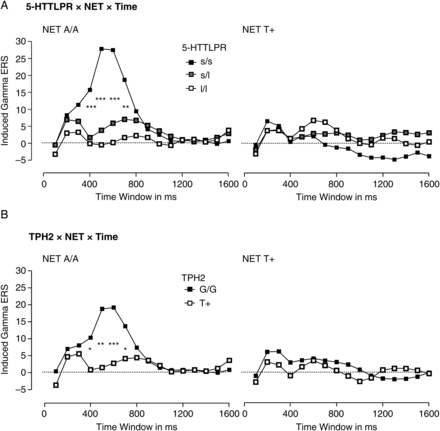 A
5-HTTLPR × NET × Time
NET A/A
NET T+
5-HTTLPR
s/s
s/l
l/l
Induced Gamma ERS
30
25
20
15
10
5
0
−5
***
***
***
**
0 400 800 1200 1600
0 400 800 1200 1600
Time Window in ms
Time Window in ms
B
TPH2 × NET × Time
NET A/A
NET T+
TPH2
G/G
T+
Induced Gamma ERS
30
25
20
15
10
5
0
−5
*
**
***
*
0 400 800 1200 1600
0 400 800 1200 1600
Time Window in ms
Time Window in ms